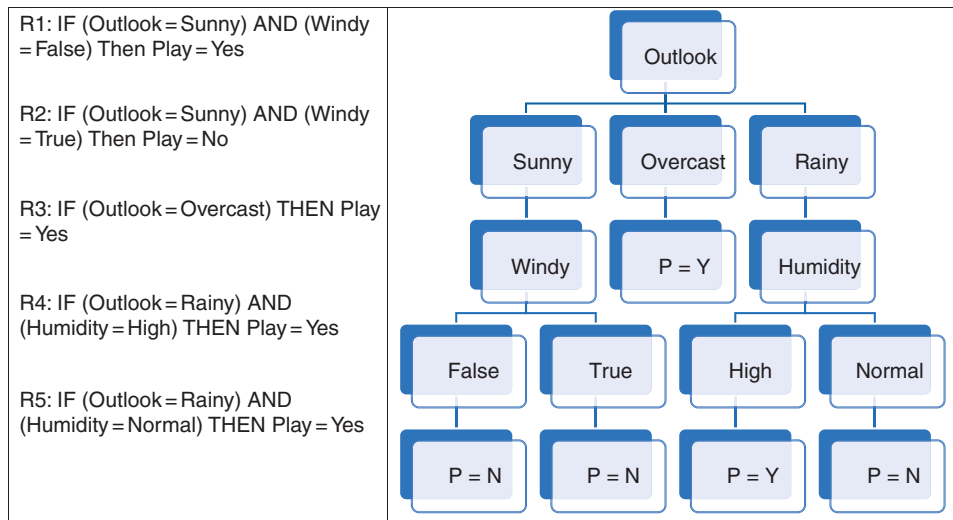 R1: IF (Outlook = Sunny) AND (Windy
= False) Then Play = Yes
R2: IF (Outlook = Sunny) AND (Windy
= True) Then Play = No
R3: IF (Outlook = Overcast) THEN Play
= Yes
R4: IF (Outlook = Rainy) AND
(Humidity = High) THEN Play = Yes
R5: IF (Outlook = Rainy) AND
(Humidity = Normal) THEN Play = Yes
Outlook
Sunny
Overcast
Rainy
Windy
P = Y
Humidity
False
True
High
Normal
P = N
P = N
P = Y
P = N